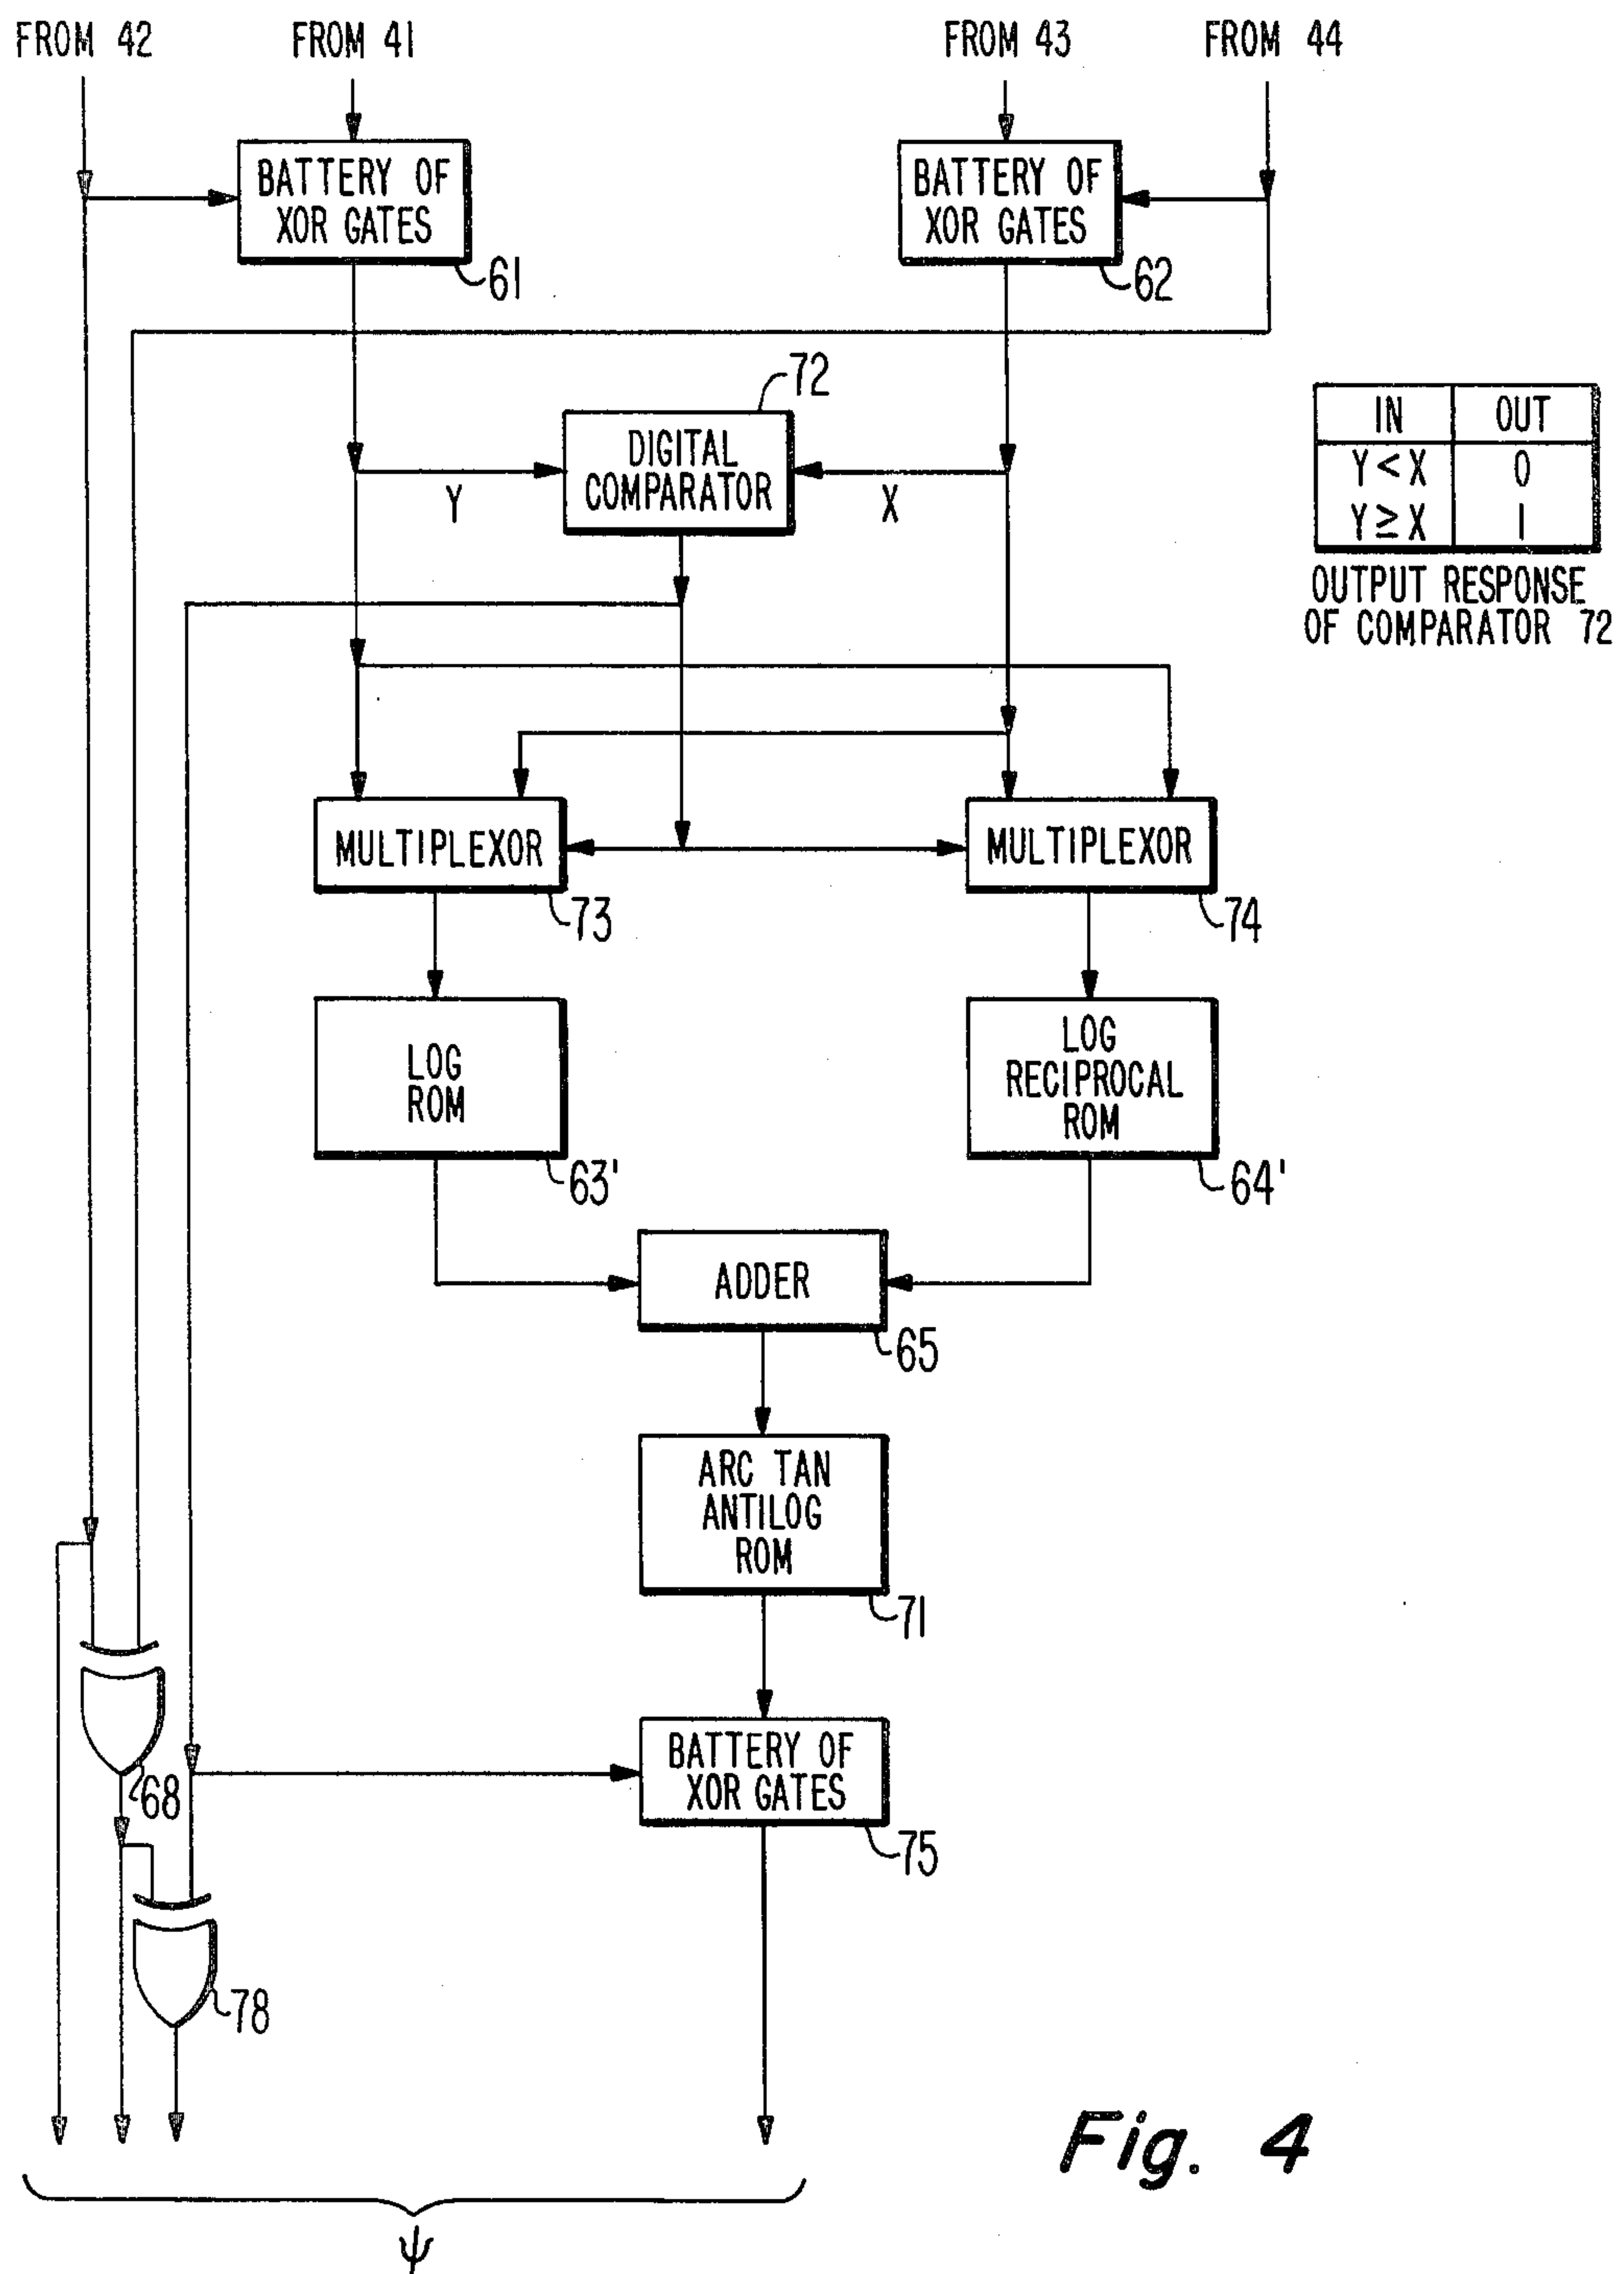 FROM 42
FROM 41
FROM 43
FROM 44
BATTERY OF
XOR GATES
61
BATTERY OF
XOR GATES
62
72
DIGITAL
COMPARATOR
Y
X
IN OUT
Y < X 0
Y ≥ X 1
OUTPUT RESPONSE
OF COMPARATOR 72
MULTIPLEXOR
73
MULTIPLEXOR
74
LOG
ROM
63'
LOG
RECIPROCAL
ROM
64'
ADDER
65
ARC TAN
ANTILOG
ROM
71
68
BATTERY OF
XOR GATES
75
78
Fig. 4
ψ